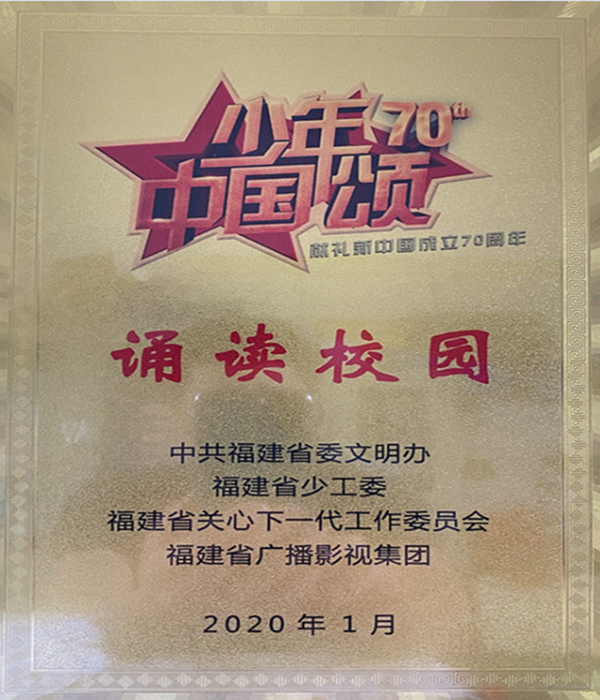 少年 70th
中国颂
献礼新中国成立70周年
诵读校园
中共福建省委文明办
福建省少工委
福建省关心下一代工作委员会
福建省广播影视集团
2020年1月